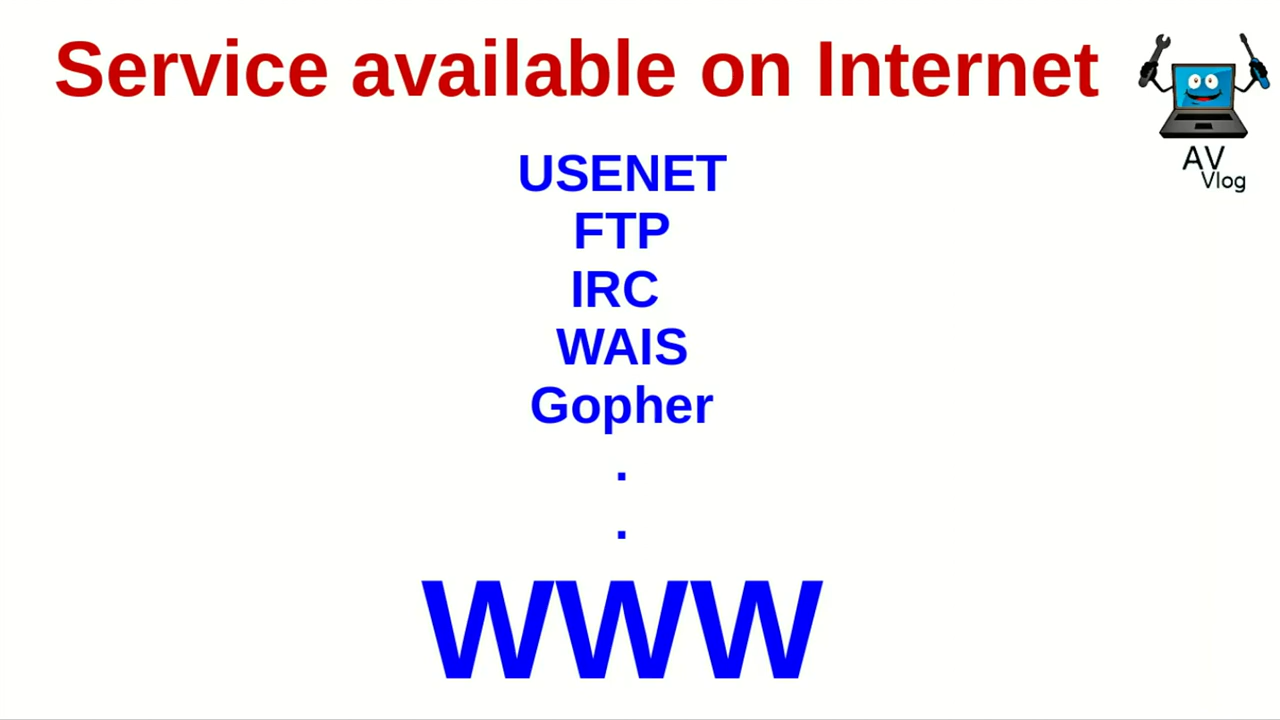 Service available on Internet
AV
Vlog
USENET
FTP
IRC
WAIS
Gopher
.
.
WWW